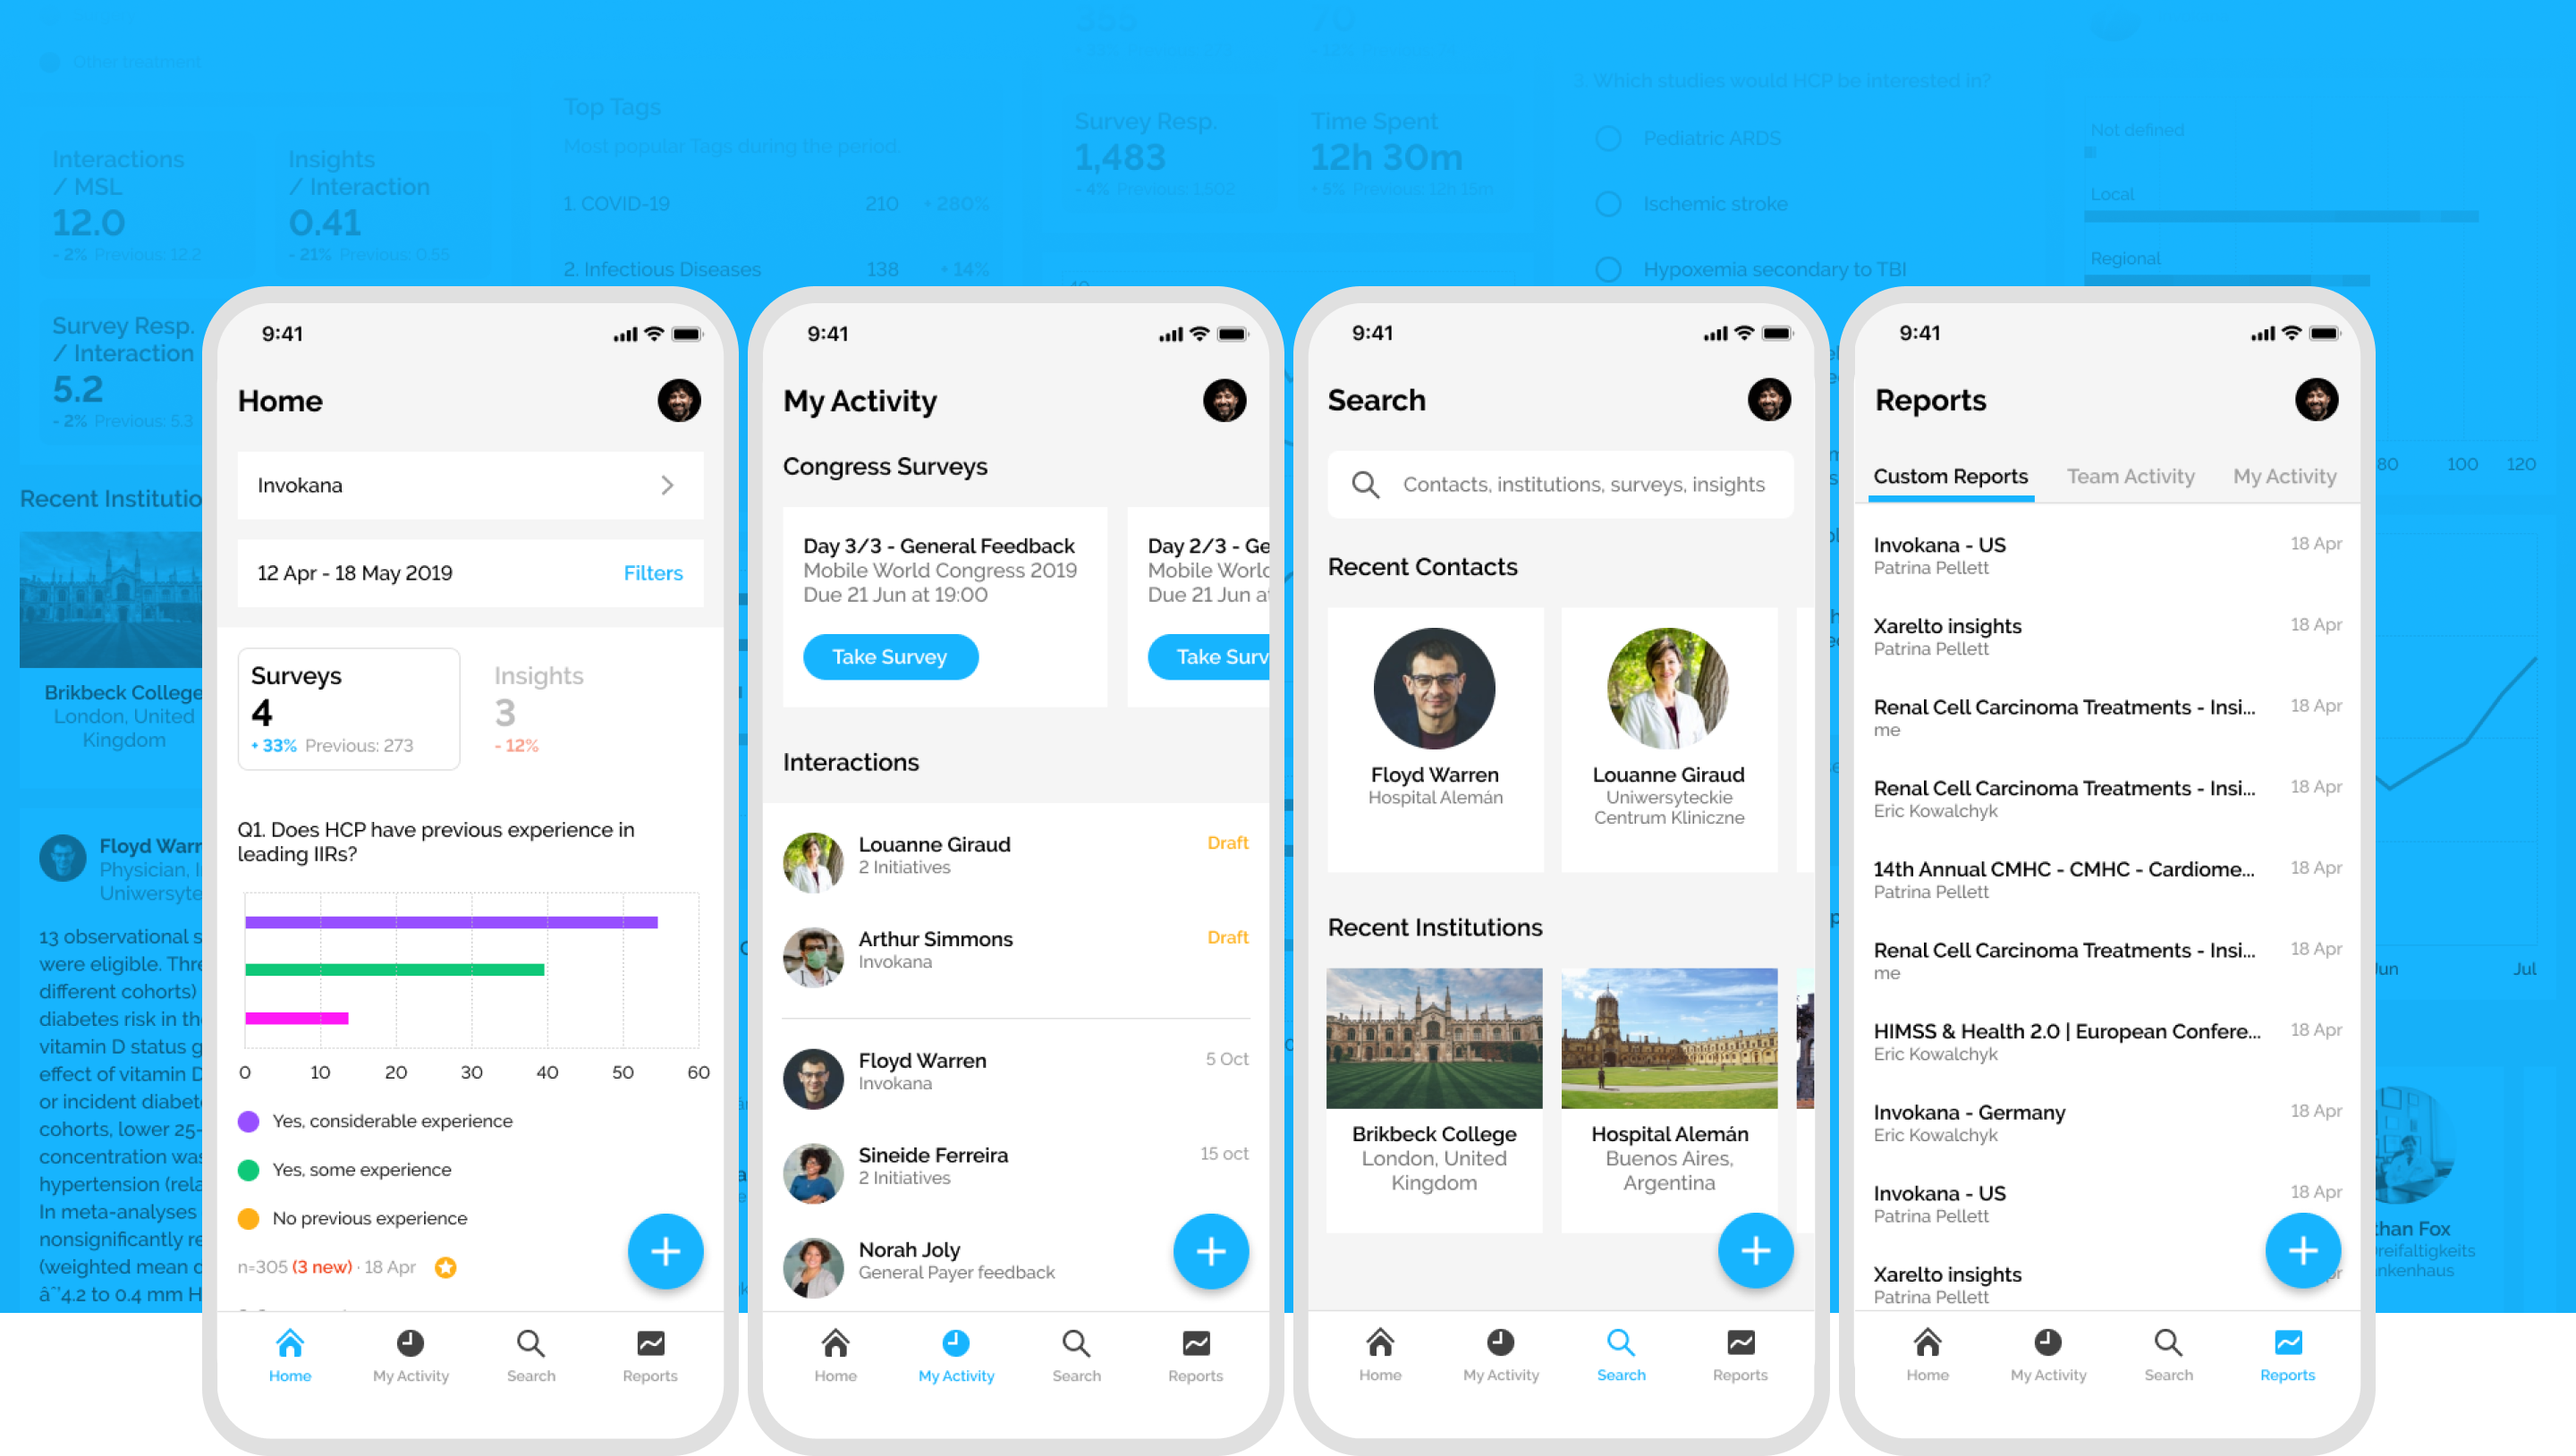 355
70
Other treatment
3 Which studies would HCP be interested in?
Top Tags
Most popular Tags during the period
Survey Resp.
1,483
- 4% Previous: 1,502
Time Spent
12h 30m
+ 5% Previous: 12h 15m
Pediatric ARDS
Not defined
Interactions
/ MSL
12.0
- 2% Previous: 12.2
Insights
/ Interaction
0.41
- 21% Previous: 0.55
1. COVID-19 210 + 280%
2. Infectious Diseases 138 + 14%
Ischemic stroke
Hypoxemia secondary to TBI
Local
Regional
40
Survey Resp.
/ Interaction
5.2
- 2% Previous: 5.3
Recent Institutio
Brikbeck College
London, United
Kingdom
Floyd Warr
Physician, I
Uniwersyte
13 observational s
were eligible. Thre
different cohorts)
diabetes risk in th
vitamin D status g
effect of vitamin D
or incident diabet
cohorts, lower 25-
concentration was
hypertension (rela
In meta-analyses
nonsignificantly re
(weighted mean d
4.2 to 0.4 mm H
9:41
Home
Invokana
12 Apr - 18 May 2019 Filters
Surveys
4
+ 33% Previous: 273
Insights
3
- 12%
Q1. Does HCP have previous experience in
leading IIRs?
0 10 20 30 40 50 60
Yes, considerable experience
Yes, some experience
No previous experience
n=305 (3 new) · 18 Apr
Home My Activity Search Reports
9:41
My Activity
Congress Surveys
Day 3/3 - General Feedback
Mobile World Congress 2019
Due 21 Jun at 19:00
Take Survey
Day 2/3 - Ge
Mobile World
Due 21 Jun a
Take Surv
Interactions
Louanne Giraud Draft
2 Initiatives
Arthur Simmons Draft
Invokana
Floyd Warren 5 Oct
Invokana
Sineide Ferreira 15 oct
2 Initiatives
Norah Joly
General Payer feedback
Home My Activity Search Reports
9:41
Search
Contacts, institutions, surveys, insights
Recent Contacts
Floyd Warren
Hospital Alemán
Louanne Giraud
Uniwersyteckie
Centrum Kliniczne
Recent Institutions
Brikbeck College
London, United
Kingdom
Hospital Alemán
Buenos Aires,
Argentina
Home My Activity Search Reports
9:41
Reports
Custom Reports Team Activity My Activity
Invokana - US 18 Apr
Patrina Pellett
Xarelto insights 18 Apr
Patrina Pellett
Renal Cell Carcinoma Treatments - Insi... 18 Apr
me
Renal Cell Carcinoma Treatments - Insi... 18 Apr
Eric Kowalchyk
14th Annual CMHC - CMHC - Cardiome... 18 Apr
Patrina Pellett
Renal Cell Carcinoma Treatments - Insi... 18 Apr
me
HIMSS & Health 2.0 | European Confere... 18 Apr
Eric Kowalchyk
Invokana - Germany 18 Apr
Eric Kowalchyk
Invokana - US 18 Apr
Patrina Pellett
Xarelto insights
Patrina Pellett
Home My Activity Search Reports
80 100 120
Jun Jul
than Fox
reifaltigkeits
nkenhaus